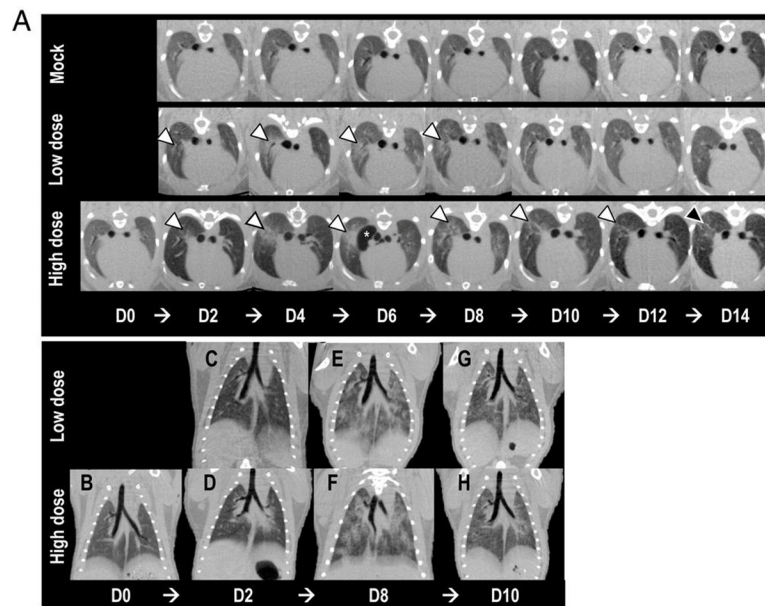 A
Mock
Low dose
High dose
*
D0 → D2 → D4 → D6 → D8 → D10 → D12 → D14
Low dose
C E G
High dose
B D F H
D0 → D2 → D8 → D10